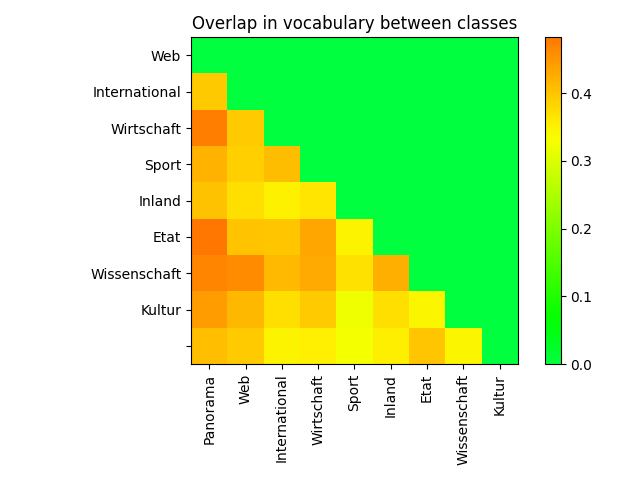 Overlap in vocabulary between classes
Web
International
Wirtschaft
Sport
Inland
Etat
Wissenschaft
Kultur
Panorama
Web
International
Wirtschaft
Sport
Inland
Etat
Wissenschaft
Kultur
0.4
0.3
0.2
0.1
0.0